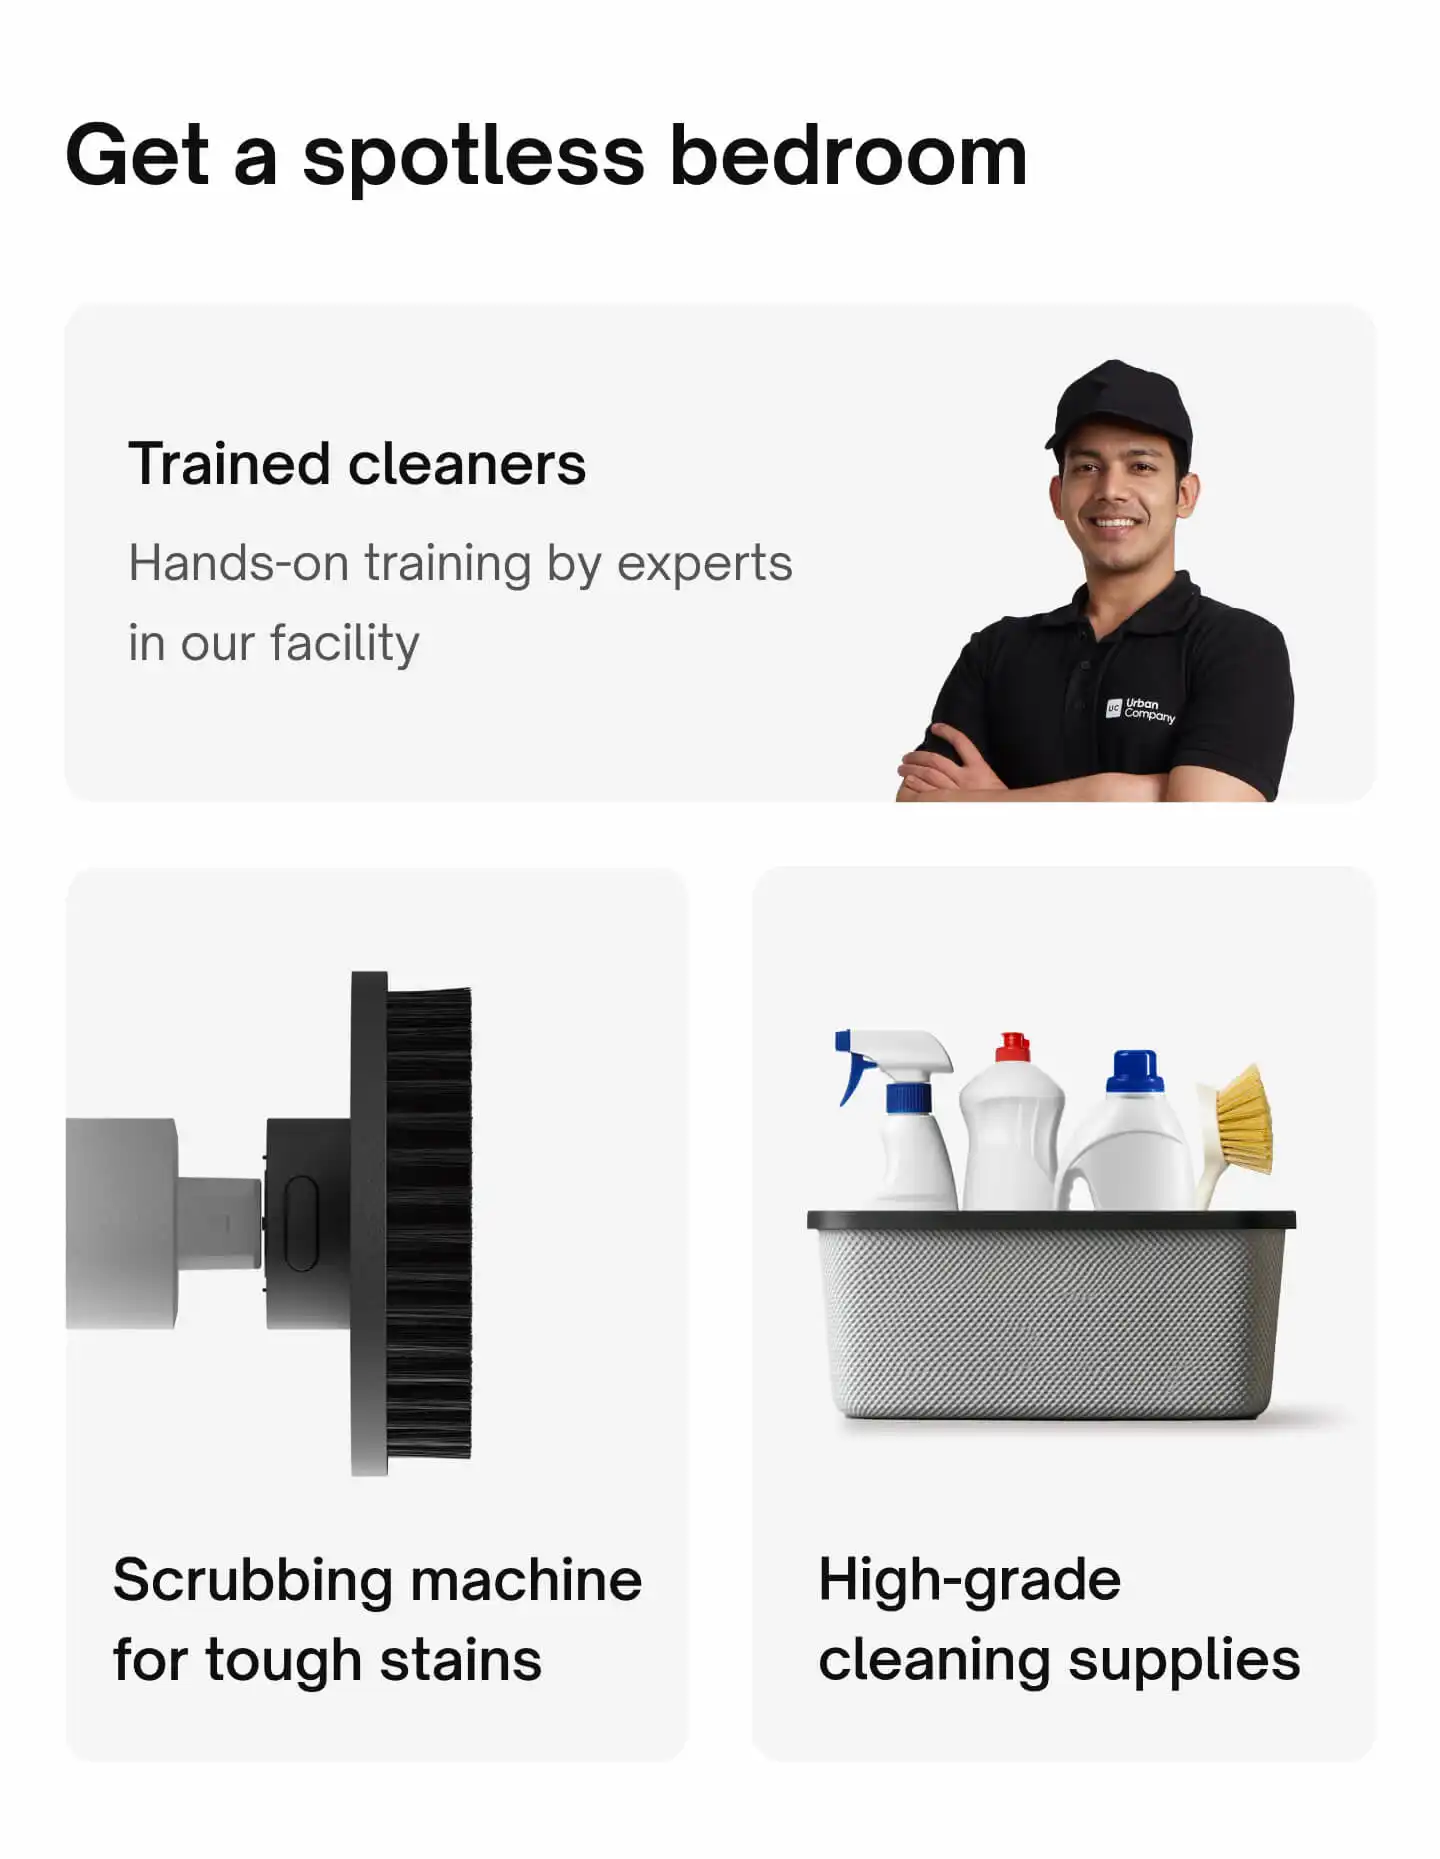 Get a spotless bedroom
Trained cleaners
Hands-on training by experts
in our facility
UC
Urban
Company
Scrubbing machine
for tough stains
High-grade
cleaning supplies